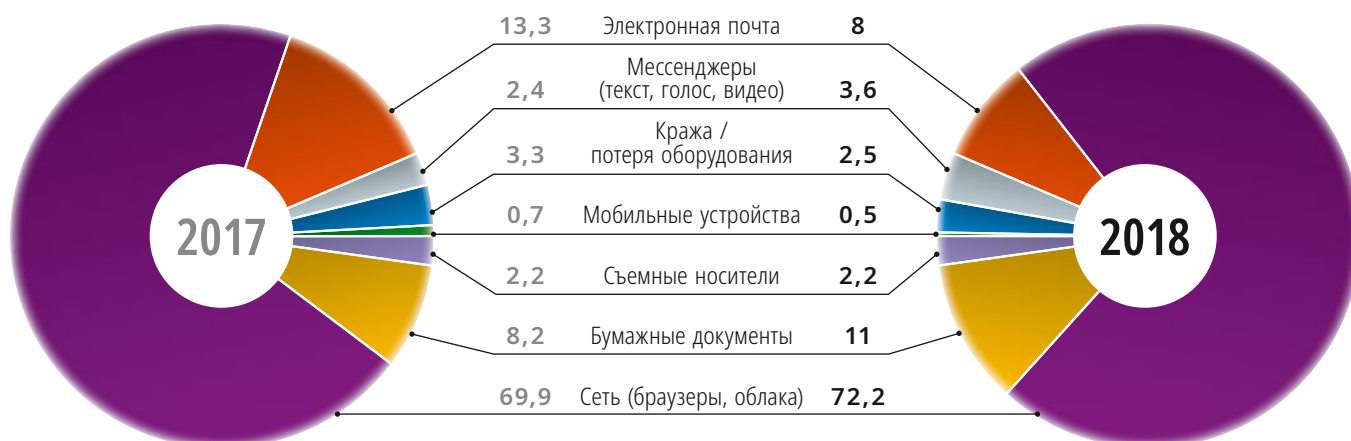 13,3 Электронная почта 8
Мессенджеры
2,4 (текст, голос, видео) 3,6
Кража /
3,3 потеря оборудования 2,5
0,7 Мобильные устройства 0,5
2017
2018
2,2 Съемные носители 2,2
8,2 Бумажные документы 11
69,9 Сеть (браузеры, облака) 72,2